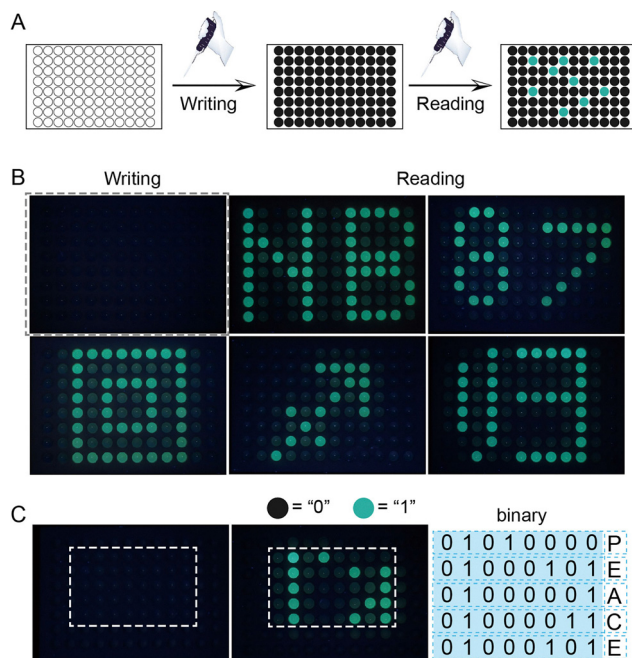 A
Writing
Reading
B
Writing
Reading
07
C
= "0"
= "1"
binary
0 1 0 1 0 0 0 0 P
0 1 0 0 0 1 0 1 E
0 1 0 0 0 0 0 1 A
0 1 0 0 0 0 1 1 C
0 1 0 0 0 1 0 1 E